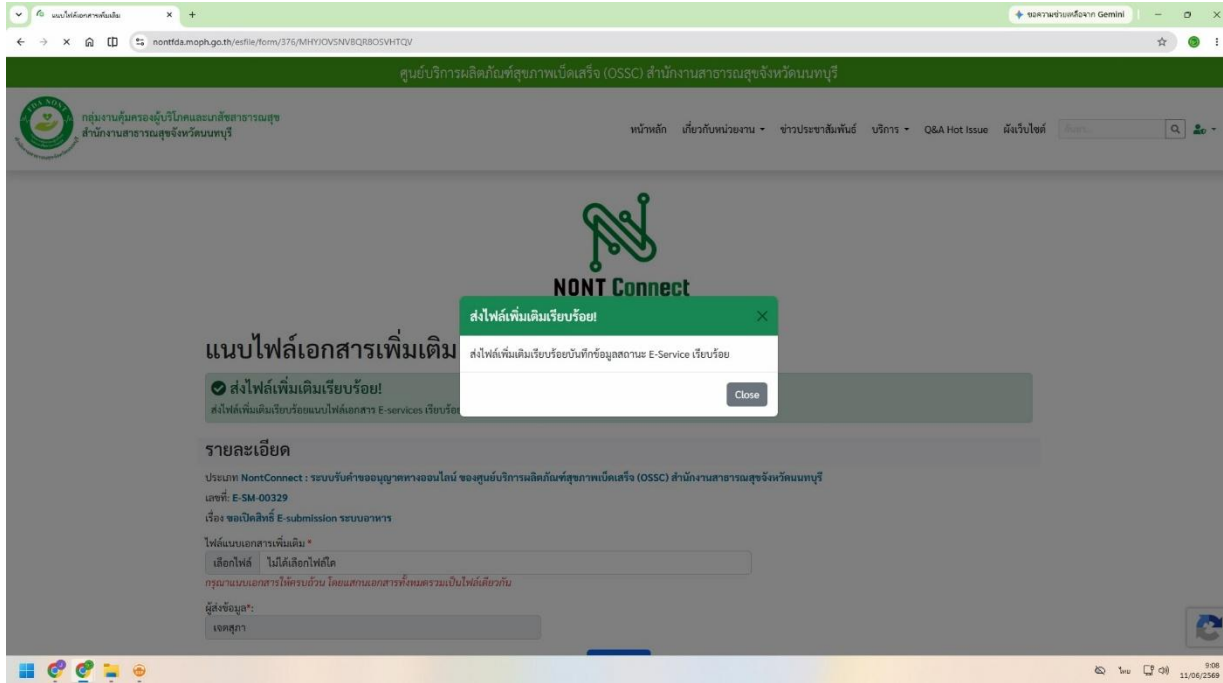 แนบไฟล์เอกสารเพิ่มเติม
ขอความช่วยเหลือจาก Gemini
nontfda.moph.go.th/esfile/form/376/MHYJOVSNVBQRBOSVHTQV
ศูนย์บริการผลิตภัณฑ์สุขภาพเบ็ดเสร็จ (OSSC) สำนักงานสาธารณสุขจังหวัดนนทบุรี
กลุ่มงานคุ้มครองผู้บริโภคและเภสัชสาธารณสุข
สำนักงานสาธารณสุขจังหวัดนนทบุรี
หน้าหลัก เกี่ยวกับหน่วยงาน ข่าวประชาสัมพันธ์ บริการ Q&A Hot Issue ผังเว็บไซต์ ค้นหา...
NONT Connect
ส่งไฟล์เพิ่มเติมเรียบร้อย!
ส่งไฟล์เพิ่มเติมเรียบร้อยบันทึกข้อมูลสถานะ E-Service เรียบร้อย
Close
แนบไฟล์เอกสารเพิ่มเติม
ส่งไฟล์เพิ่มเติมเรียบร้อย!
ส่งไฟล์เพิ่มเติมเรียบร้อยแนบไฟล์เอกสาร E-services เรียบร้อย
รายละเอียด
ประเภท NontConnect : ระบบรับคำขออนุญาตทางออนไลน์ ของศูนย์บริการผลิตภัณฑ์สุขภาพเบ็ดเสร็จ (OSSC) สำนักงานสาธารณสุขจังหวัดนนทบุรี
เลขที่: E-SM-00329
เรื่อง ขอเปิดสิทธิ์ E-submission ระบบอาหาร
ไฟล์แนบเอกสารเพิ่มเติม *
เลือกไฟล์ ไม่ได้เลือกไฟล์ใด
กรุณาแนบเอกสารให้ครบถ้วน โดยสแกนเอกสารทั้งหมดรวมเป็นไฟล์เดียวกัน
ผู้ส่งข้อมูล*:
เจตสุภา
ไทย
9:08
11/06/2569